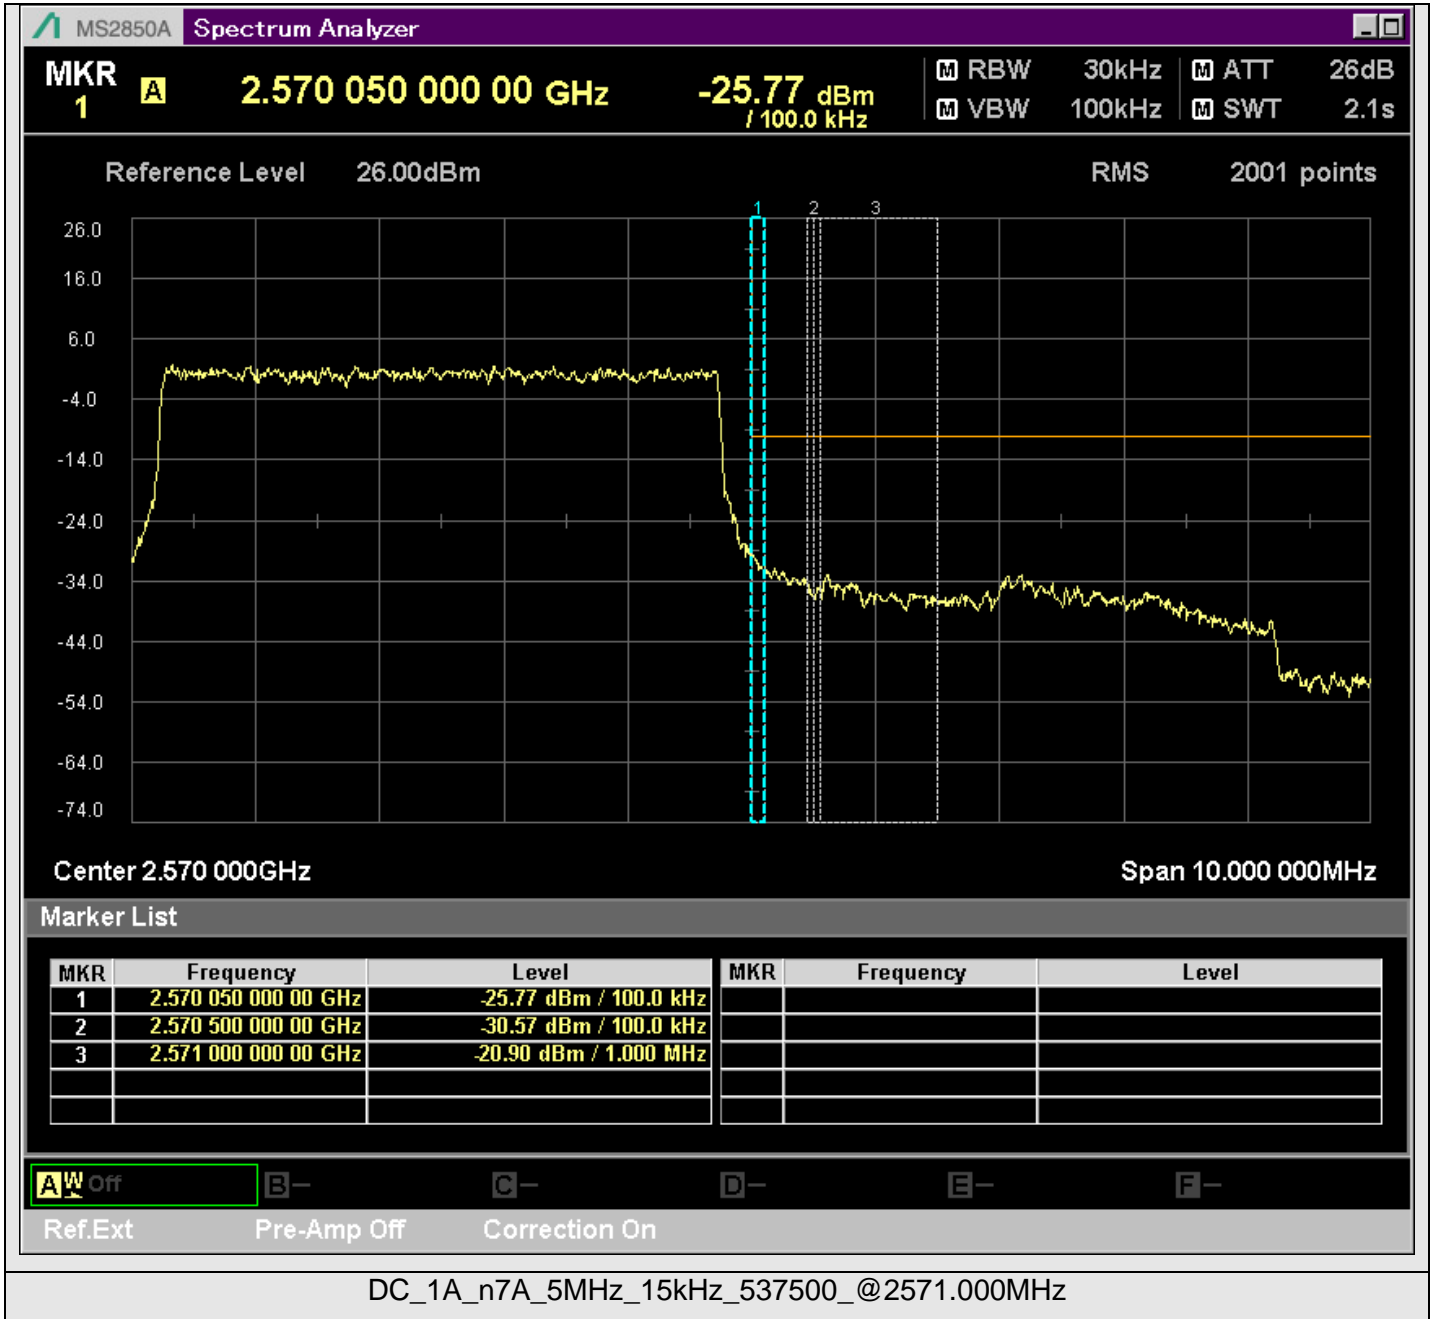 MS2850A Spectrum Analyzer
MKR 1 A 2.570 050 000 00 GHz -25.77 dBm / 100.0 kHz
M RBW 30kHz M ATT 26dB
M VBW 100kHz M SWT 2.1s
Reference Level 26.00dBm RMS 2001 points
1 2 3
26.0
16.0
6.0
-4.0
-14.0
-24.0
-34.0
-44.0
-54.0
-64.0
-74.0
Center 2.570 000GHz Span 10.000 000MHz
Marker List
MKR Frequency Level MKR Frequency Level
1 2.570 050 000 00 GHz -25.77 dBm / 100.0 kHz
2 2.570 500 000 00 GHz -30.57 dBm / 100.0 kHz
3 2.571 000 000 00 GHz -20.90 dBm / 1.000 MHz
A W Off B – C – D – E – F –
Ref.Ext Pre-Amp Off Correction On
DC_1A_n7A_5MHz_15kHz_537500_@2571.000MHz